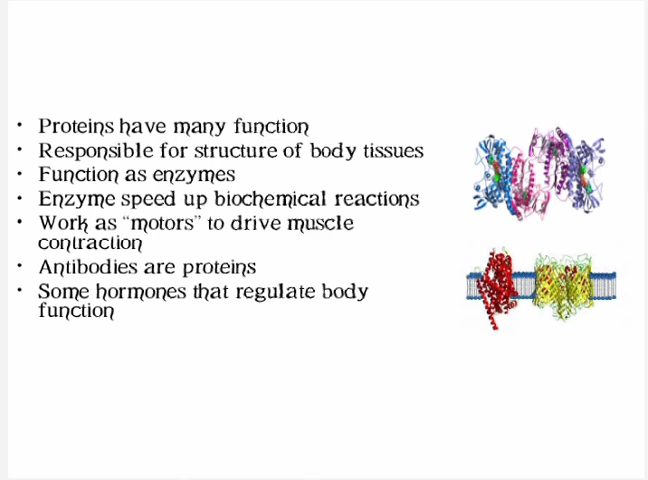 • Proteins have many function
• Responsible for structure of body tissues
• Function as enzymes
• Enzyme speed up biochemical reactions
• Work as “motors” to drive muscle
contraction
• Antibodies are proteins
• Some hormones that regulate body
function